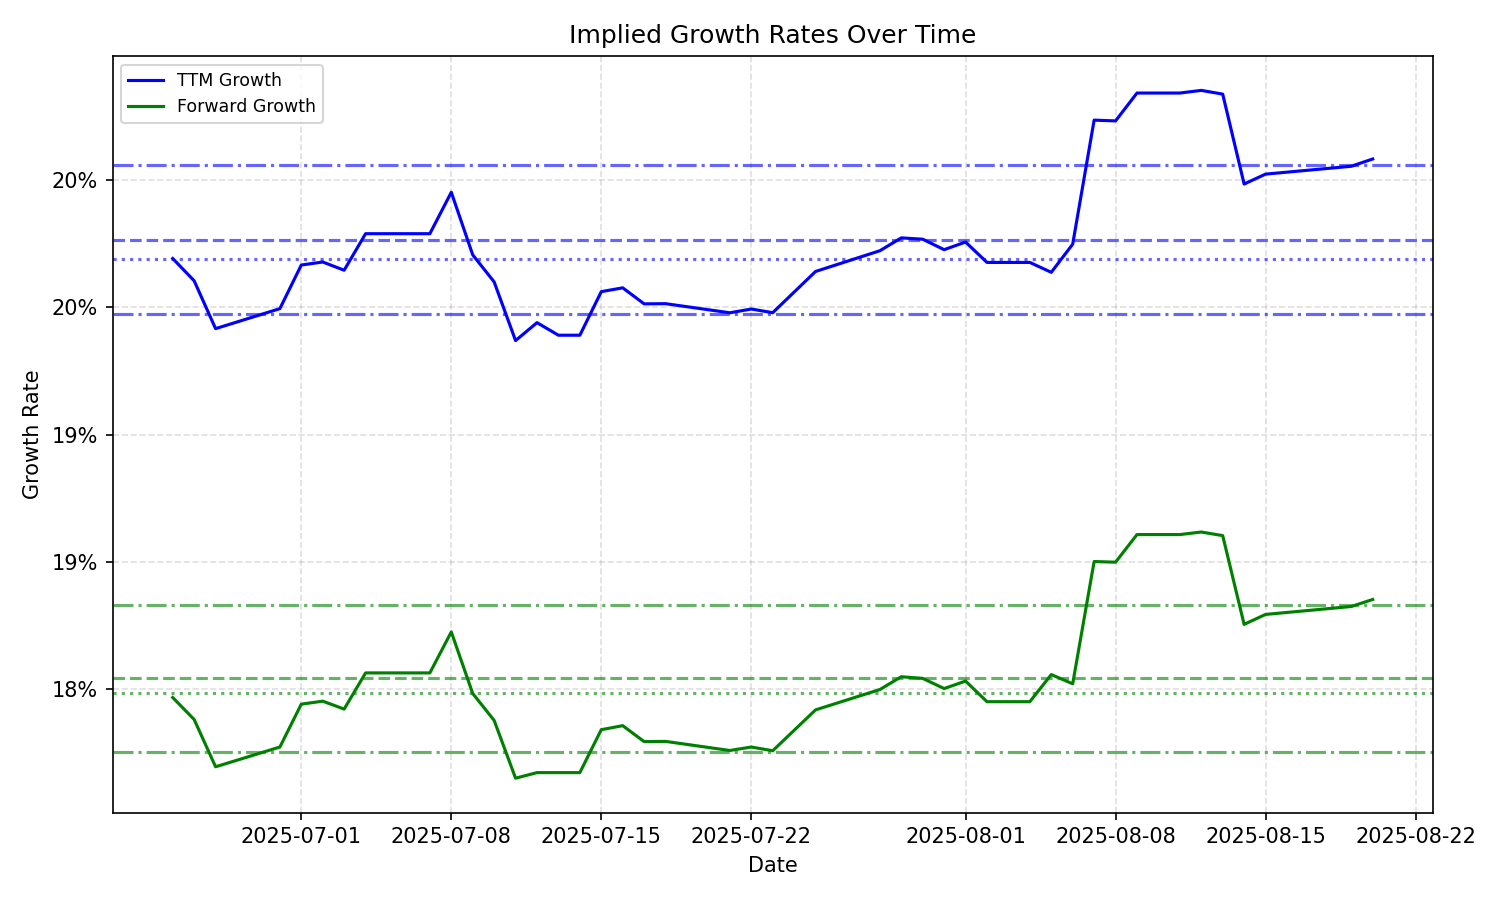 Implied Growth Rates Over Time
TTM Growth
Forward Growth
20%
20%
19%
19%
18%
Growth Rate
2025-07-01
2025-07-08
2025-07-15
2025-07-22
2025-08-01
2025-08-08
2025-08-15
2025-08-22
Date